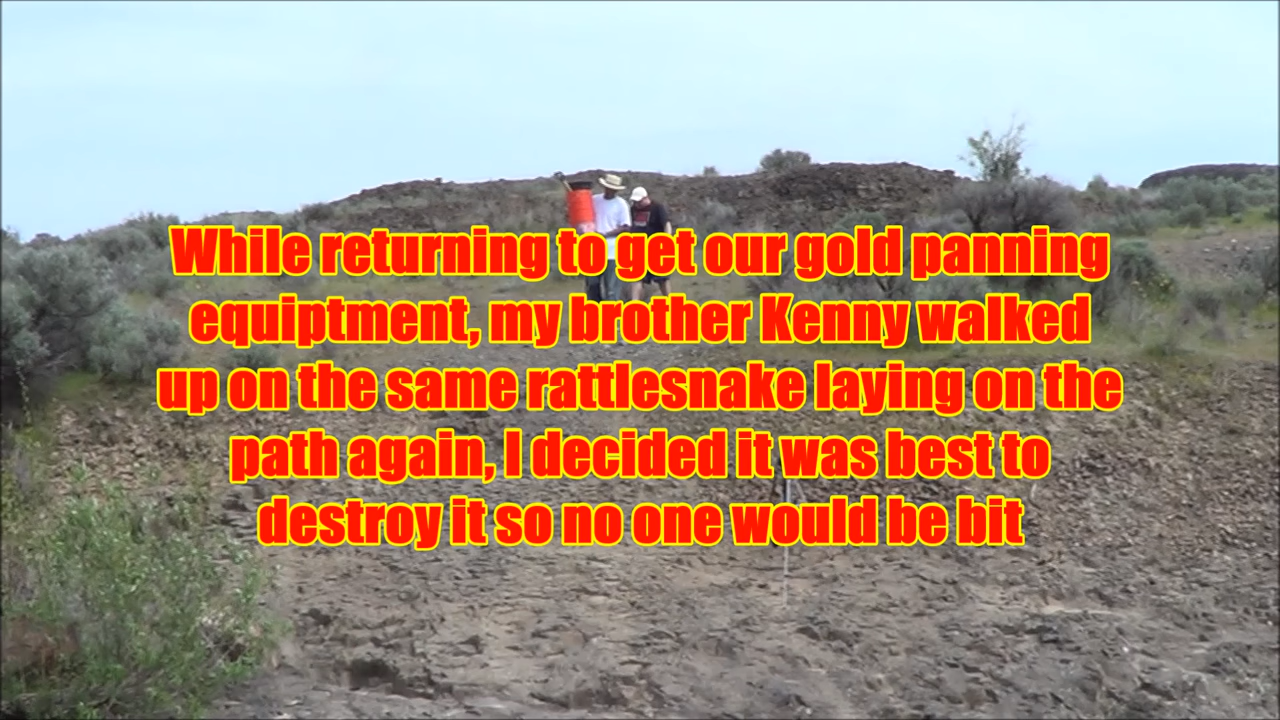 While returning to get our gold panning
equiptment, my brother Kenny walked
up on the same rattlesnake laying on the
path again, I decided it was best to
destroy it so no one would be bit